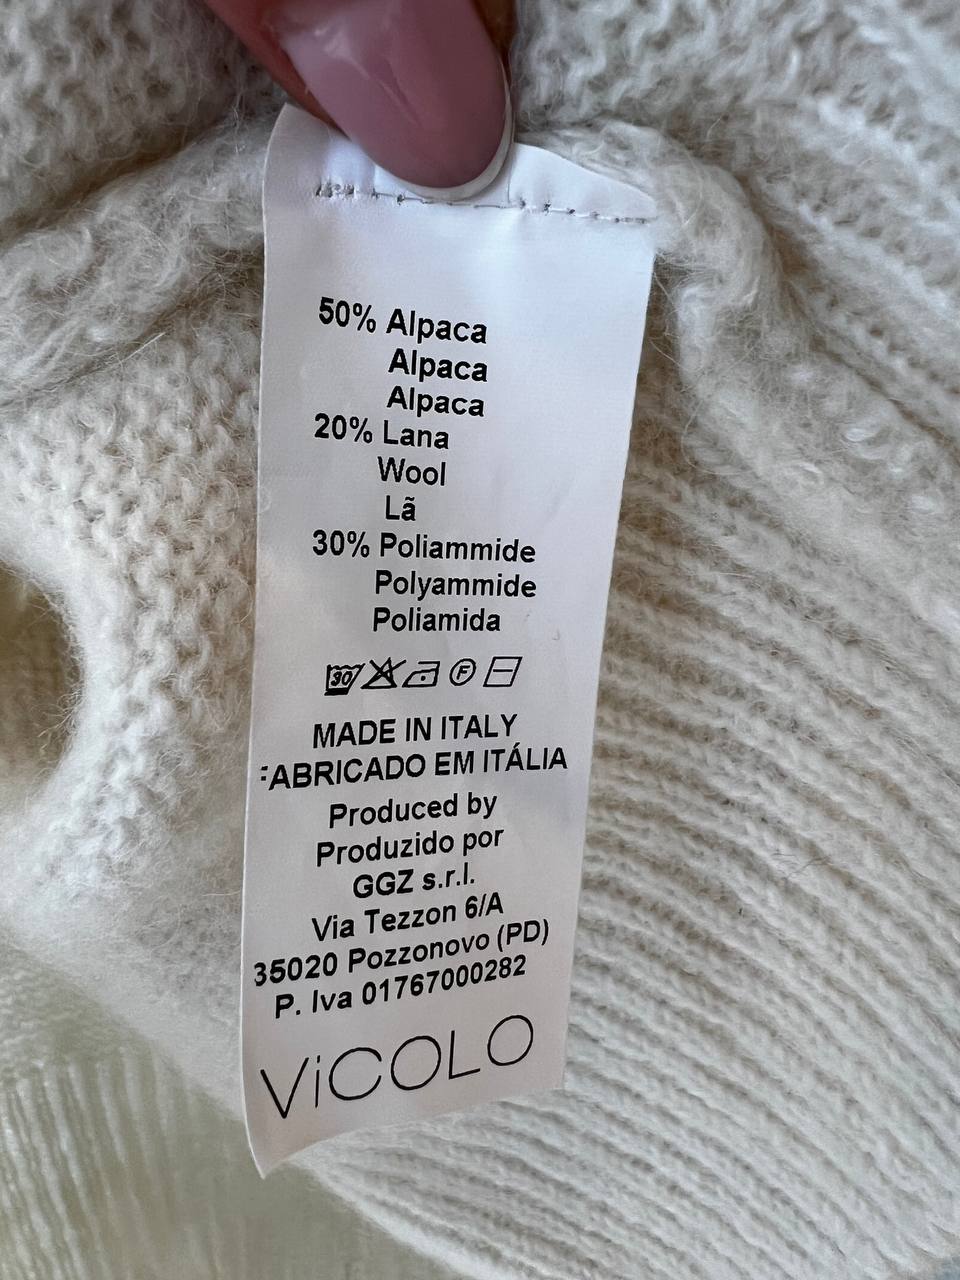 50% Alpaca
Alpaca
Alpaca
20% Lana
Wool
Lã
30% Poliammide
Polyammide
Poliamida
30 F
MADE IN ITALY
FABRICADO EM ITÁLIA
Produced by
Produzido por
GGZ s.r.l.
Via Tezzon 6/A
35020 Pozzonovo (PD)
P. Iva 01767000282
ViCOLO